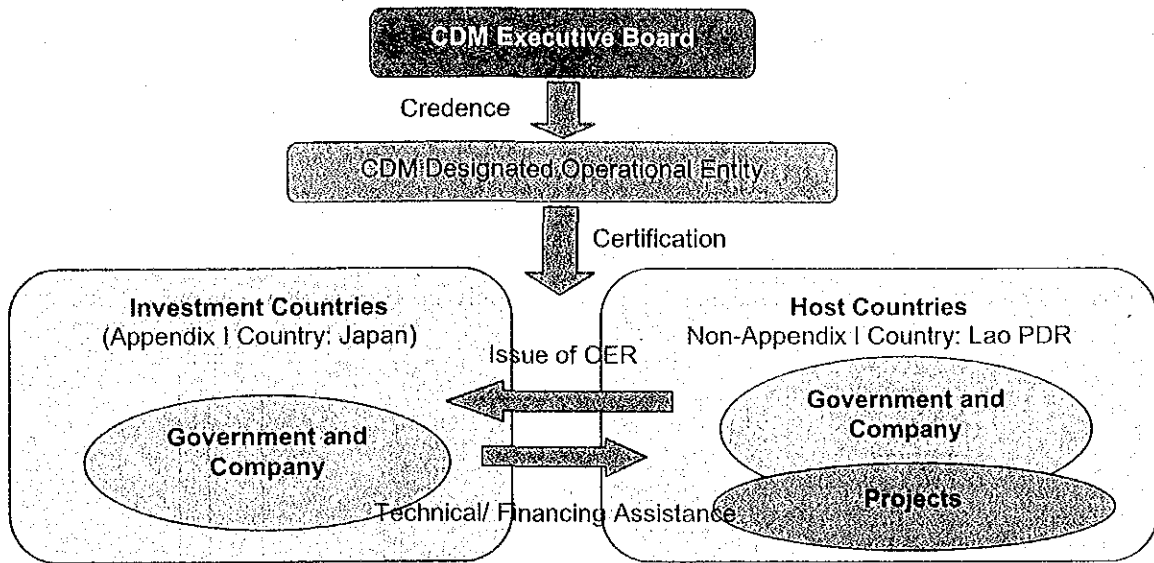 CDM Executive Board
Credence
CDM Designated Operational Entity
Certification
Investment Countries
(Appendix I Country: Japan)
Host Countries
Non-Appendix I Country: Lao PDR
Issue of CER
Government and
Company
Government and
Company
Projects
Technical/ Financing Assistance